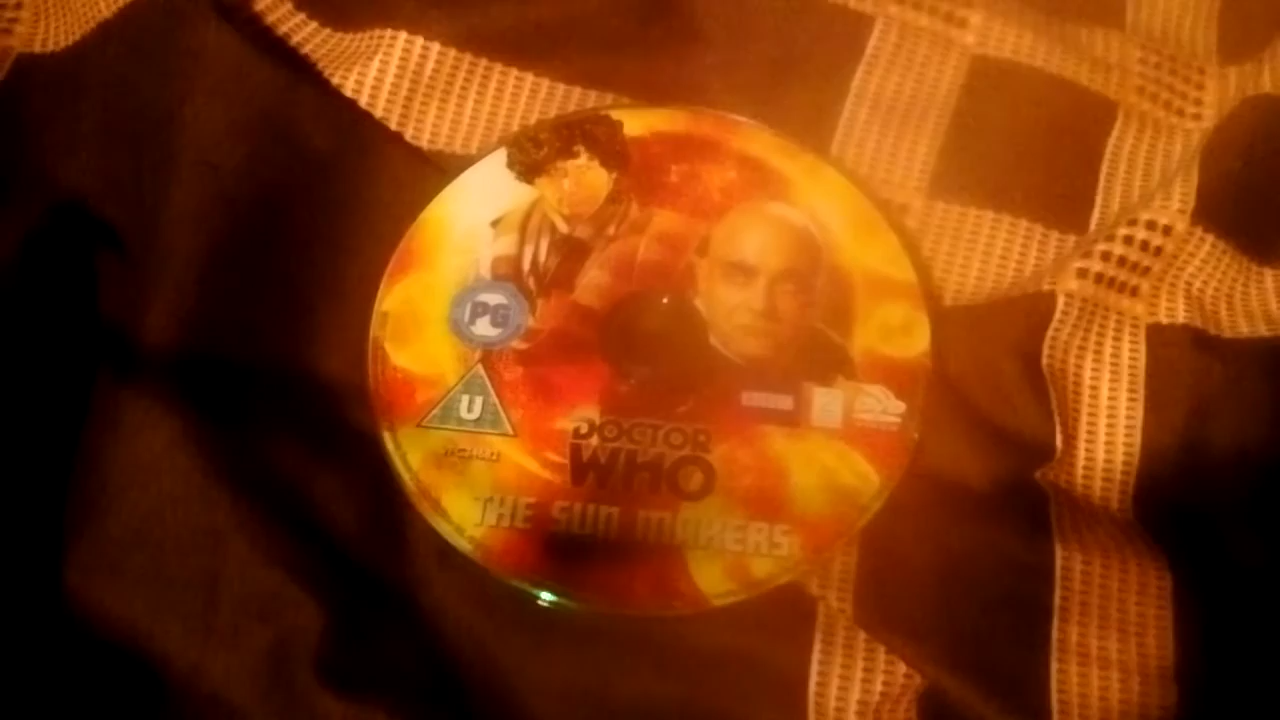 PG
U
DOCTOR
WHO
THE SUN MAKERS